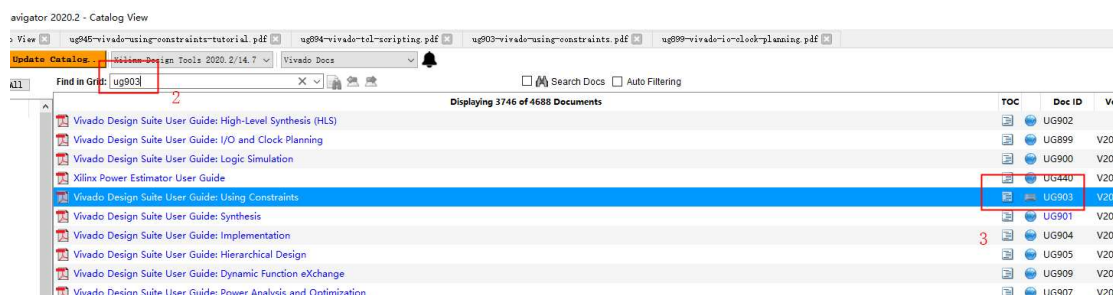 avigator 2020.2 - Catalog View
View ug945-vivado-using-constraints-tutorial.pdf ug894-vivado-tcl-scripting.pdf ug903-vivado-using-constraints.pdf ug899-vivado-io-clock-planning.pdf
Update Catalog... Xilinx Design Tools 2020.2/14.7 Vivado Docs
All Find in Grid: ug903 Search Docs Auto Filtering
2
Displaying 3746 of 4688 Documents TOC Doc ID
Vivado Design Suite User Guide: High-Level Synthesis (HLS) UG902
Vivado Design Suite User Guide: I/O and Clock Planning UG899 V20
Vivado Design Suite User Guide: Logic Simulation UG900 V20
Xilinx Power Estimator User Guide UG440 V20
Vivado Design Suite User Guide: Using Constraints UG903 V20
Vivado Design Suite User Guide: Synthesis UG901 V20
Vivado Design Suite User Guide: Implementation 3 UG904 V20
Vivado Design Suite User Guide: Hierarchical Design UG905 V20
Vivado Design Suite User Guide: Dynamic Function eXchange UG909 V20
Vivado Design Suite User Guide: Power Analysis and Optimization UG907 V20